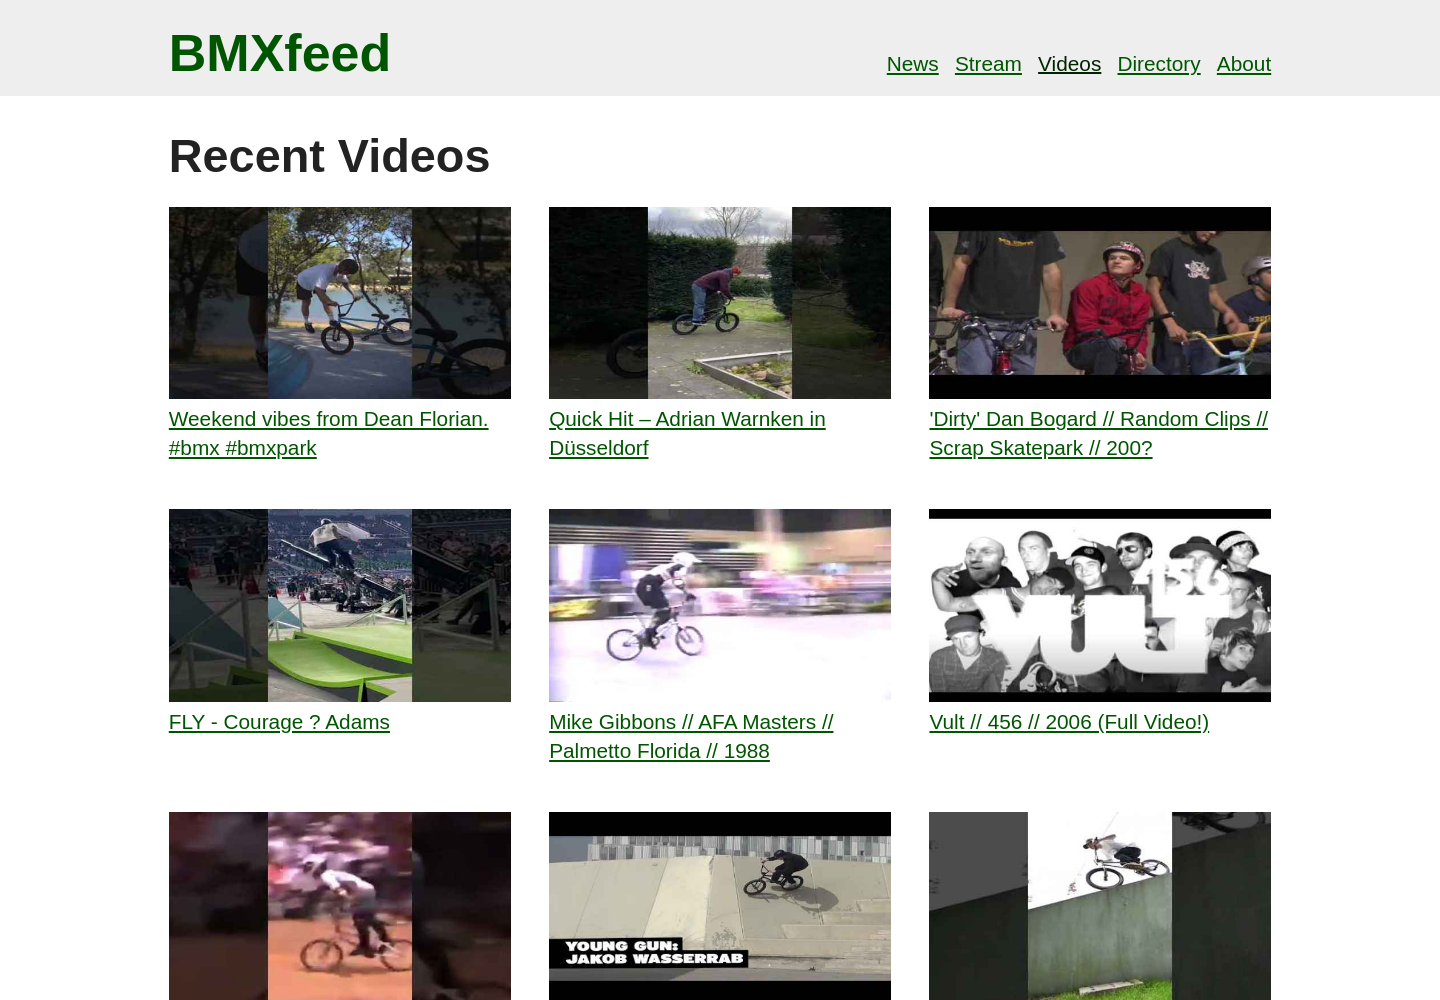 BMXfeed
News Stream Videos Directory About
Recent Videos
Weekend vibes from Dean Florian.
#bmx #bmxpark
Quick Hit – Adrian Warnken in
Düsseldorf
'Dirty' Dan Bogard // Random Clips //
Scrap Skatepark // 200?
456
VULT
FLY - Courage ? Adams
Mike Gibbons // AFA Masters //
Palmetto Florida // 1988
Vult // 456 // 2006 (Full Video!)
YOUNG GUN:
JAKOB WASSERRAB